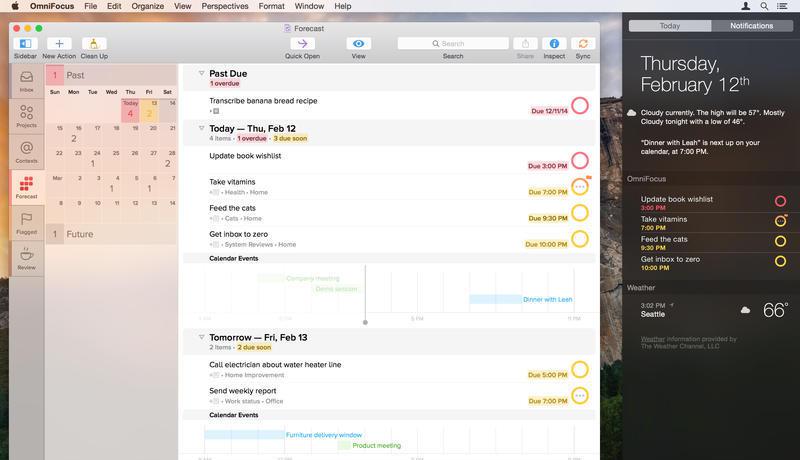 OmniFocus File Edit Organize View Perspectives Format Window Help
Forecast
Sidebar New Action Clean Up Quick Open View Search Search Share Inspect Sync
Inbox
Projects
Contexts
Forecast
Flagged
Review
1 Past
Sun Mon Tue Wed Thu Fri Sat
Today 13 14
4 2
15 16 17 18 19 20 21
2
22 23 24 25 26 27 28
1 2
Mar 2 3 4 5 6 7
1 1
8 9 10 11 12 13 14
1 Future
Past Due
1 overdue
Transcribe banana bread recipe
Due 12/11/14
Today — Thu, Feb 12
4 items • 1 overdue • 3 due soon
Update book wishlist
Due 3:00 PM
Take vitamins
• Health • Home Due 7:00 PM
Feed the cats
• Cats • Home Due 9:30 PM
Get inbox to zero
• System Reviews • Home Due 10:00 PM
Calendar Events
Company meeting
Demo session
Dinner with Leah
5 PM 11 PM
Tomorrow — Fri, Feb 13
2 items • 2 due soon
Call electrician about water heater line
• Home Improvement Due 5:00 PM
Send weekly report
• Work status • Office Due 7:00 PM
Calendar Events
Furniture delivery window
Product meeting
Today Notifications
Thursday,
February 12th
Cloudy currently. The high will be 57°. Mostly
Cloudy tonight with a low of 46°.
"Dinner with Leah" is next up on your
calendar, at 7:00 PM.
OmniFocus
Update book wishlist
3:00 PM
Take vitamins
7:00 PM
Feed the cats
9:30 PM
Get inbox to zero
10:00 PM
Weather
3:02 PM
Seattle
66°
Weather information provided by
The Weather Channel, LLC